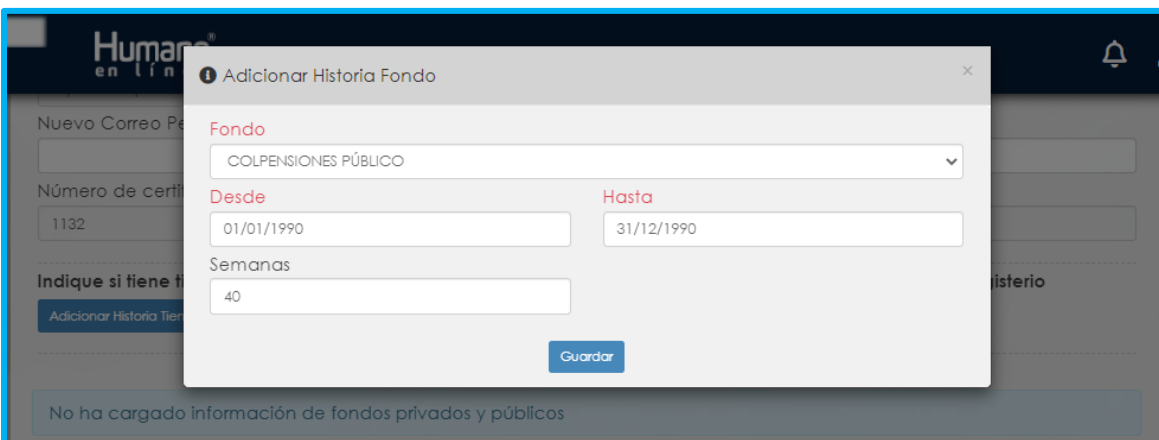 Humano®
en lín
Adicionar Historia Fondo
×
Nuevo Correo Pe
Fondo
COLPENSIONES PÚBLICO
Número de certi
Desde
Hasta
1132
01/01/1990
31/12/1990
Semanas
Indique si tiene ti
isterio
40
Adicionar Historia Tie
Guardar
No ha cargado información de fondos privados y públicos